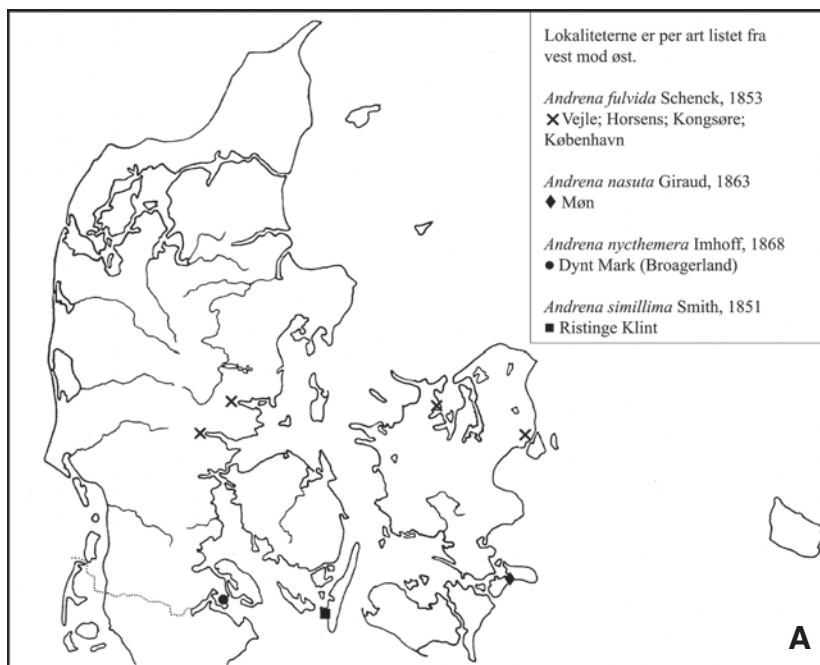 Lokaliteterne er per art listet fra
vest mod øst.
Andrena fulvida Schenck, 1853
Vejle; Horsens; Kongsøre;
København
Andrena nasuta Giraud, 1863
Møn
Andrena nycthemera Imhoff, 1868
Dynt Mark (Broagerland)
Andrena simillima Smith, 1851
Ristinge Klint
A